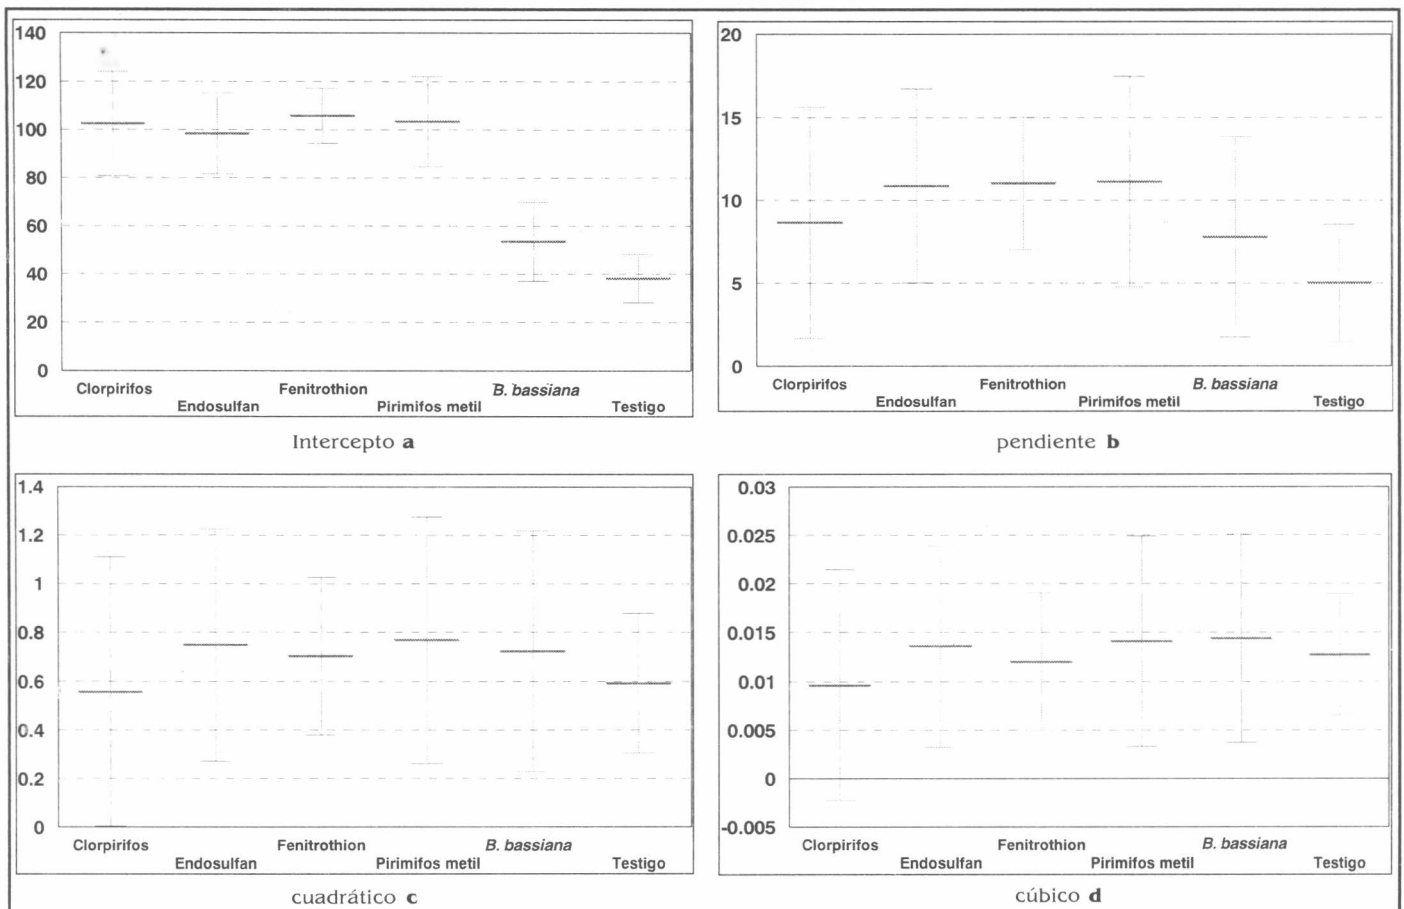 140
120
100
80
60
40
20
0
Clorpirifos Fenitrothion B. bassiana
Endosulfan Pirimifos metil Testigo
Intercepto a
20
15
10
5
0
Clorpirifos Fenitrothion B. bassiana
Endosulfan Pirimifos metil Testigo
pendiente b
1.4
1.2
1
0.8
0.6
0.4
0.2
0
Clorpirifos Fenitrothion B. bassiana
Endosulfan Pirimifos metil Testigo
cuadrático c
0.03
0.025
0.02
0.015
0.01
0.005
0
-0.005
Clorpirifos Fenitrothion B. bassiana
Endosulfan Pirimifos metil Testigo
cúbico d